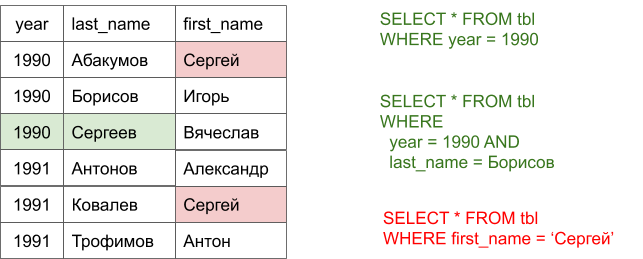 year last_name first_name
1990 Абакумов Сергей
1990 Борисов Игорь
1990 Сергеев Вячеслав
1991 Антонов Александр
1991 Ковалев Сергей
1991 Трофимов Антон
SELECT * FROM tbl
WHERE year = 1990
SELECT * FROM tbl
WHERE
year = 1990 AND
last_name = Борисов
SELECT * FROM tbl
WHERE first_name = ‘Сергей’